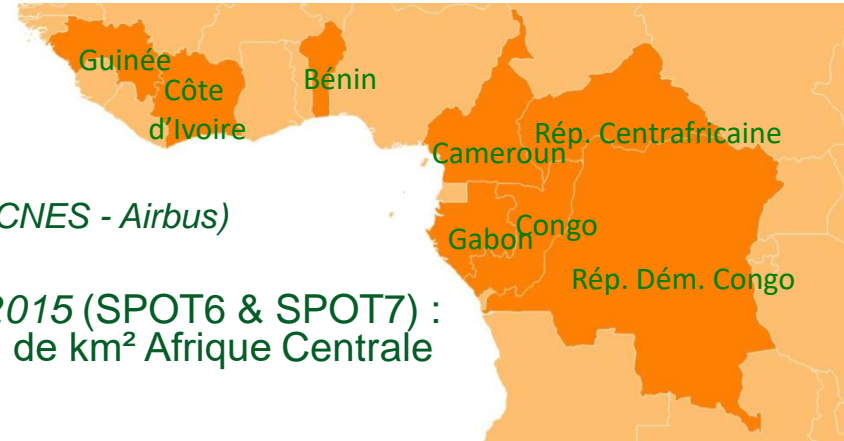 Guinée
Côte
d'Ivoire
Bénin
Rép. Centrafricaine
Cameroun
CNES - Airbus)
Gabon
Congo
Rép. Dém. Congo
2015 (SPOT6 & SPOT7) :
de km² Afrique Centrale